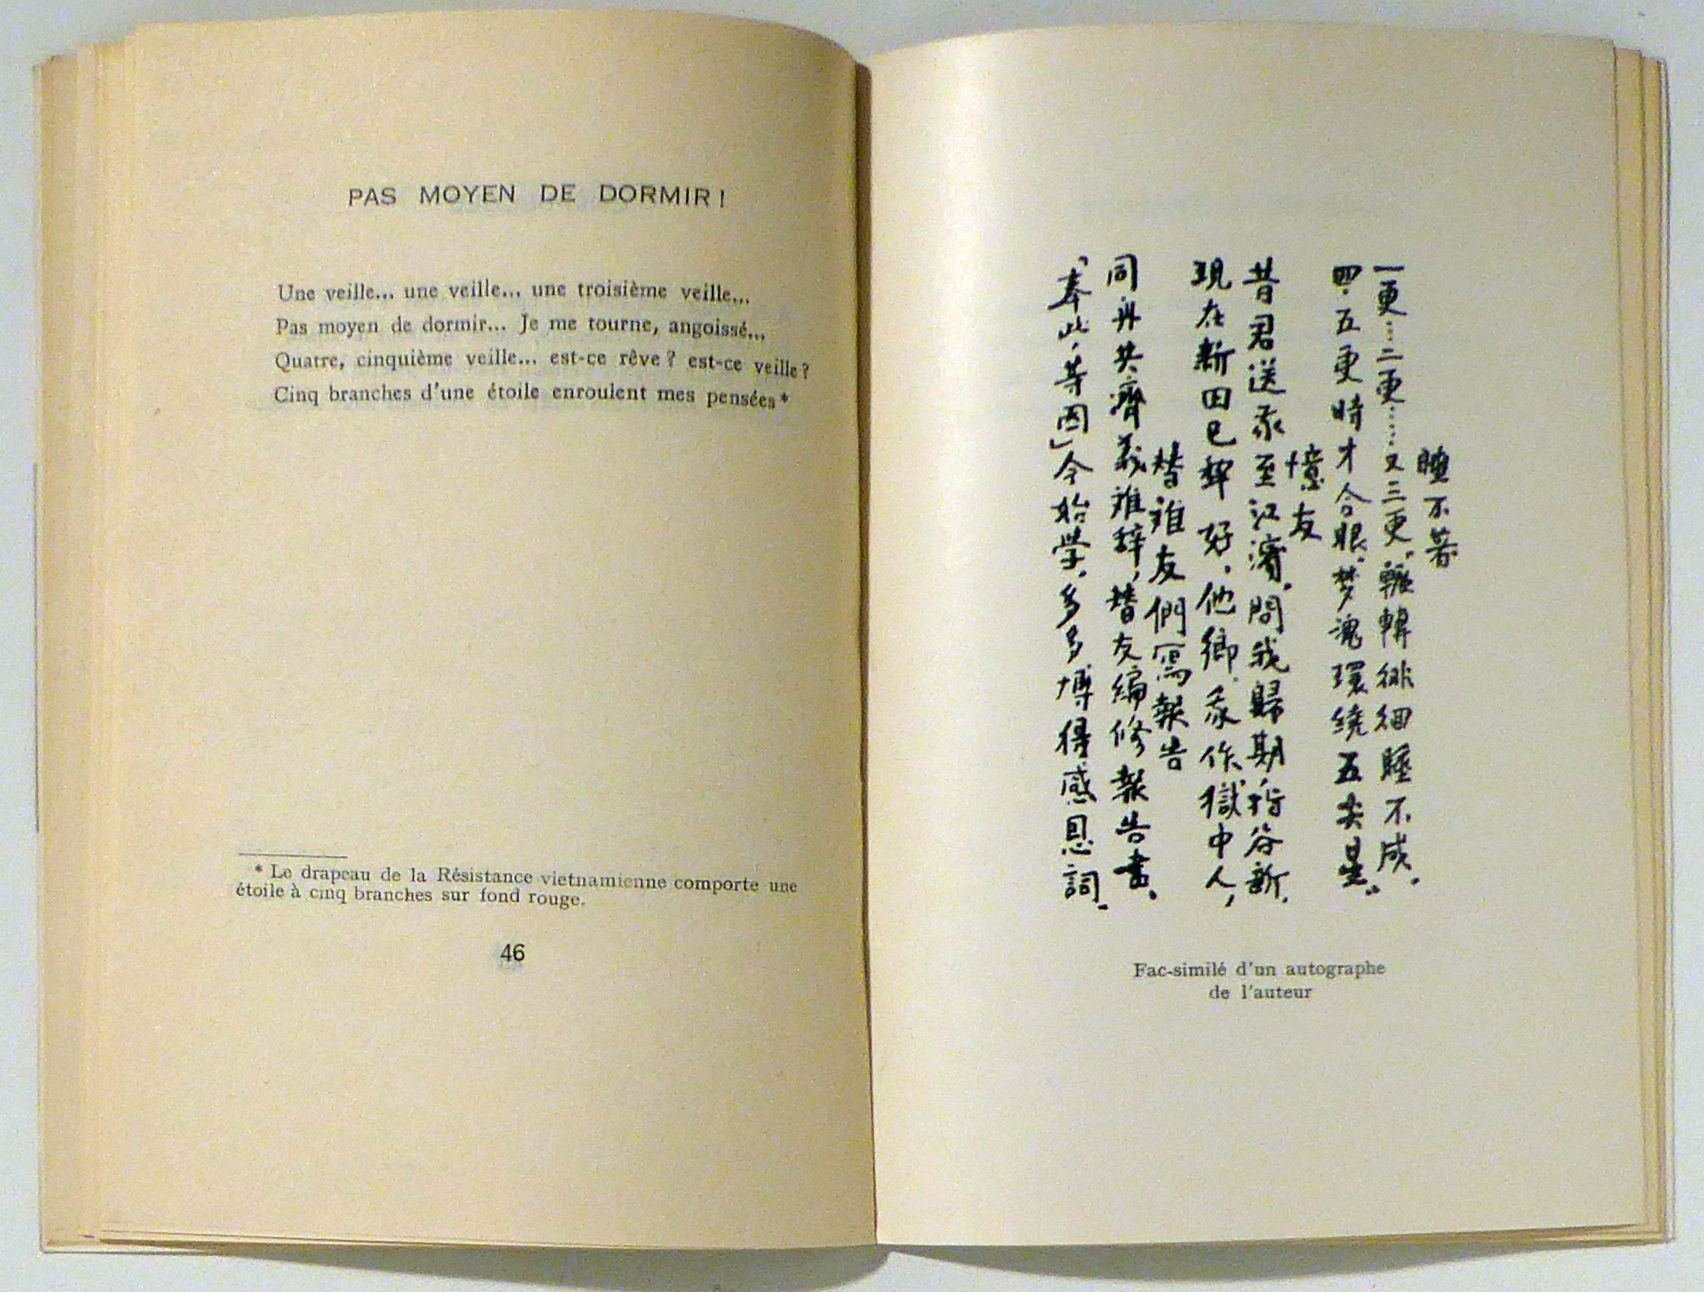 PAS MOYEN DE DORMIR !
Une veille... une veille... une troisième veille...
Pas moyen de dormir... Je me tourne, angoissé...
Quatre, cinquième veille... est-ce rêve ? est-ce veille ?
Cinq branches d'une étoile enroulent mes pensées *
* Le drapeau de la Résistance vietnamienne comporte une
étoile à cinq branches sur fond rouge.
46
睡不著
一更……二更……又三更,輾轉徘徊睡不成.
四.五更時才合眼,梦魂環繞五尖星.
憶友
昔君送我至江濱.問我歸期,指谷新.
現在新田已犂好.他鄉我作獄中人,
替难友們寫報告
同舟共濟義难辞,替友編修報告書.
「奉此,等因」今始學.多多博得感恩詞.
Fac-similé d'un autographe
de l'auteur